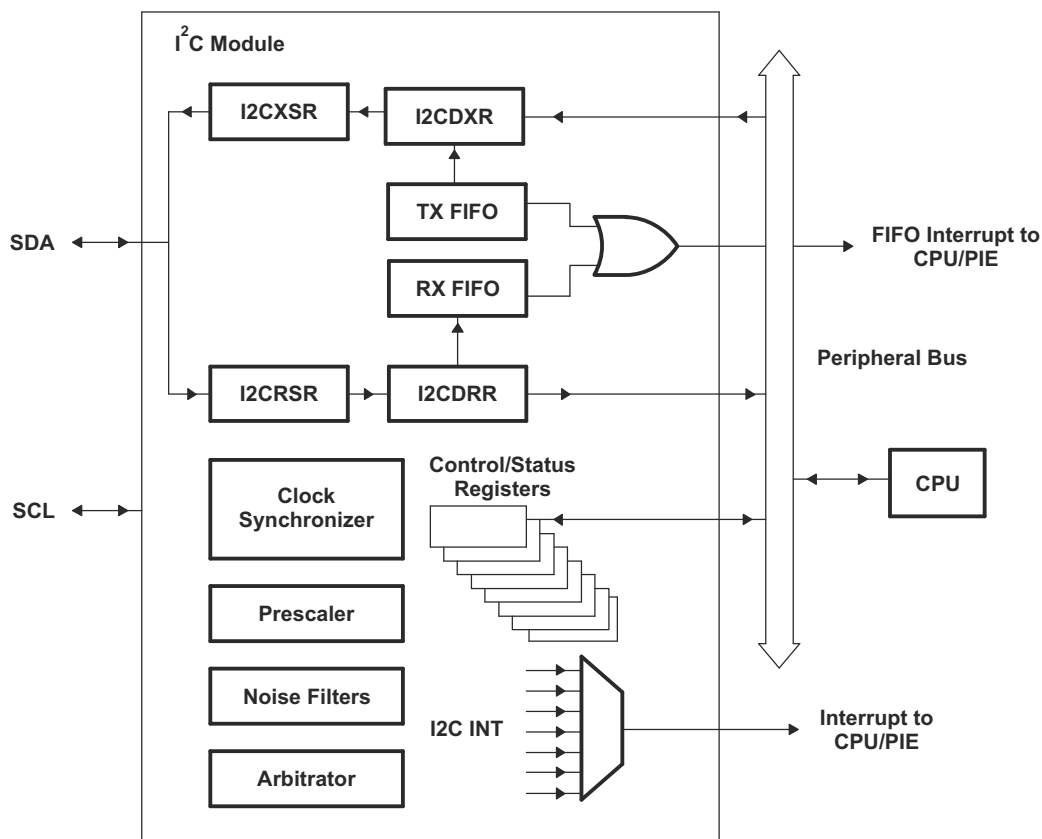 I²C Module
I2CXSR
I2CDXR
TX FIFO
SDA
FIFO Interrupt to
CPU/PIE
RX FIFO
Peripheral Bus
I2CRSR
I2CDRR
Control/Status
Registers
CPU
Clock
Synchronizer
SCL
Prescaler
Noise Filters
I2C INT
Interrupt to
CPU/PIE
Arbitrator